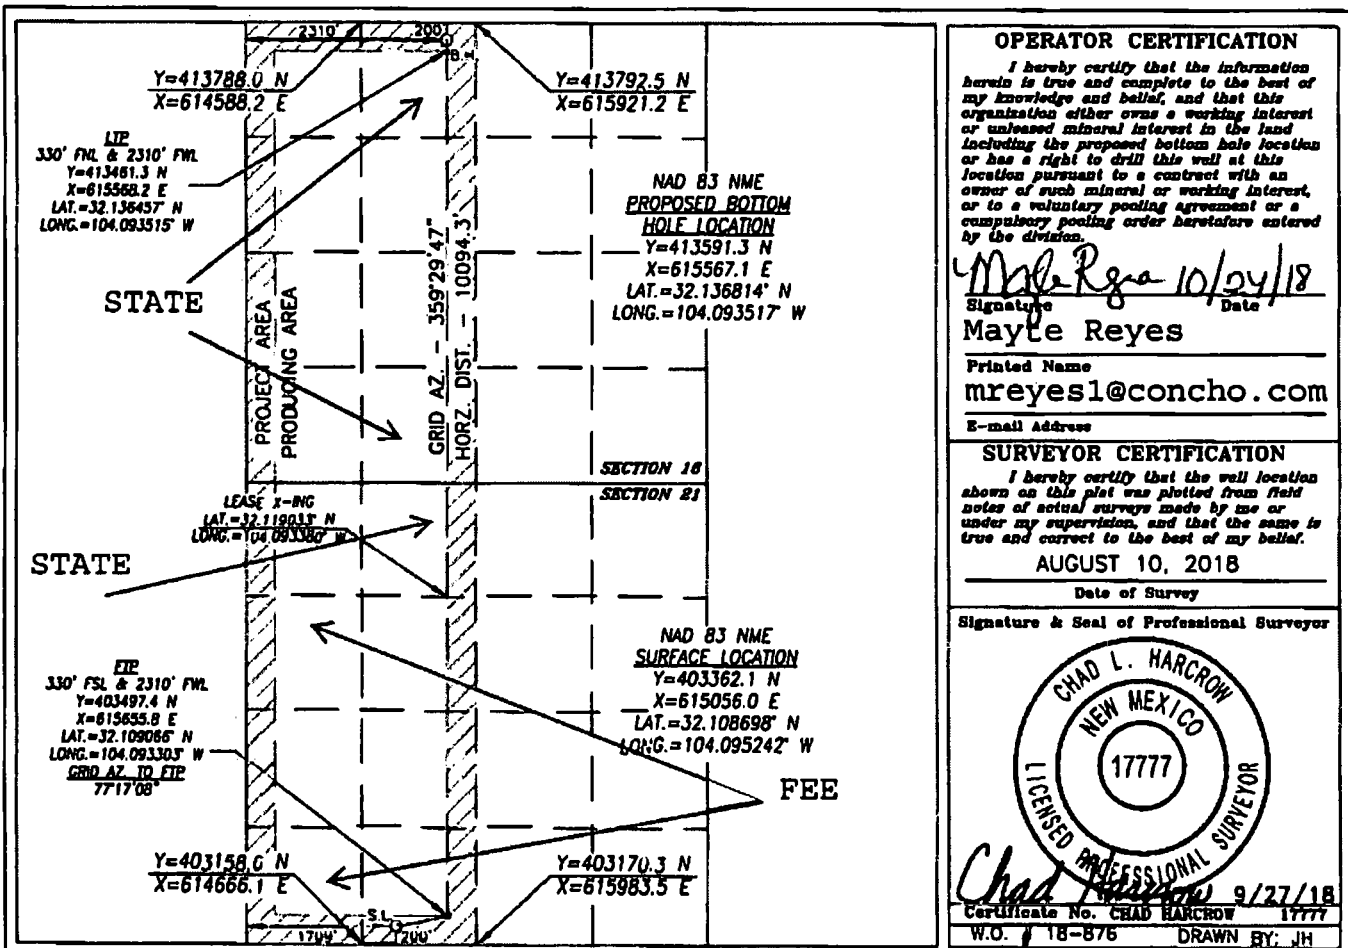 2310'
200'
B.H.
Y=413788.0 N
X=614588.2 E
Y=413792.5 N
X=615921.2 E
LTP
330' FNL & 2310' FWL
Y=413461.3 N
X=615568.2 E
LAT.=32.136457° N
LONG.=104.093515° W
NAD 83 NME
PROPOSED BOTTOM
HOLE LOCATION
Y=413591.3 N
X=615567.1 E
LAT.=32.136814° N
LONG.=104.093517° W
STATE
PROJECT AREA
PRODUCING AREA
GRID AZ. - 359°29'47"
HORZ. DIST. - 10094.3'
SECTION 16
SECTION 21
LEASE X-ING
LAT.=32.119033° N
LONG.=104.093380° W
STATE
FTP
330' FSL & 2310' FWL
Y=403497.4 N
X=615655.8 E
LAT.=32.109066° N
LONG.=104.093303° W
GRID AZ. TO FTP
77°17'08"
NAD 83 NME
SURFACE LOCATION
Y=403362.1 N
X=615056.0 E
LAT.=32.108698° N
LONG.=104.095242° W
FEE
Y=403158.6 N
X=614666.1 E
Y=403170.3 N
X=615983.5 E
S.L.
1709'
200'
OPERATOR CERTIFICATION
I hereby certify that the information
herein is true and complete to the best of
my knowledge and belief, and that this
organization either owns a working interest
or unleased mineral interest in the land
including the proposed bottom hole location
or has a right to drill this well at this
location pursuant to a contract with an
owner of such mineral or working interest,
or to a voluntary pooling agreement or a
compulsory pooling order heretofore entered
by the division.
10/24/18
Signature Date
Mayte Reyes
Printed Name
mreyes1@concho.com
E-mail Address
SURVEYOR CERTIFICATION
I hereby certify that the well location
shown on this plat was plotted from field
notes of actual surveys made by me or
under my supervision, and that the same is
true and correct to the best of my belief.
AUGUST 10, 2018
Date of Survey
Signature & Seal of Professional Surveyor
CHAD L. HARCROW
NEW MEXICO
17777
LICENSED PROFESSIONAL SURVEYOR
Chad Harcrow 9/27/18
Certificate No. CHAD HARCROW 17777
W.O. # 18-876 DRAWN BY: JH